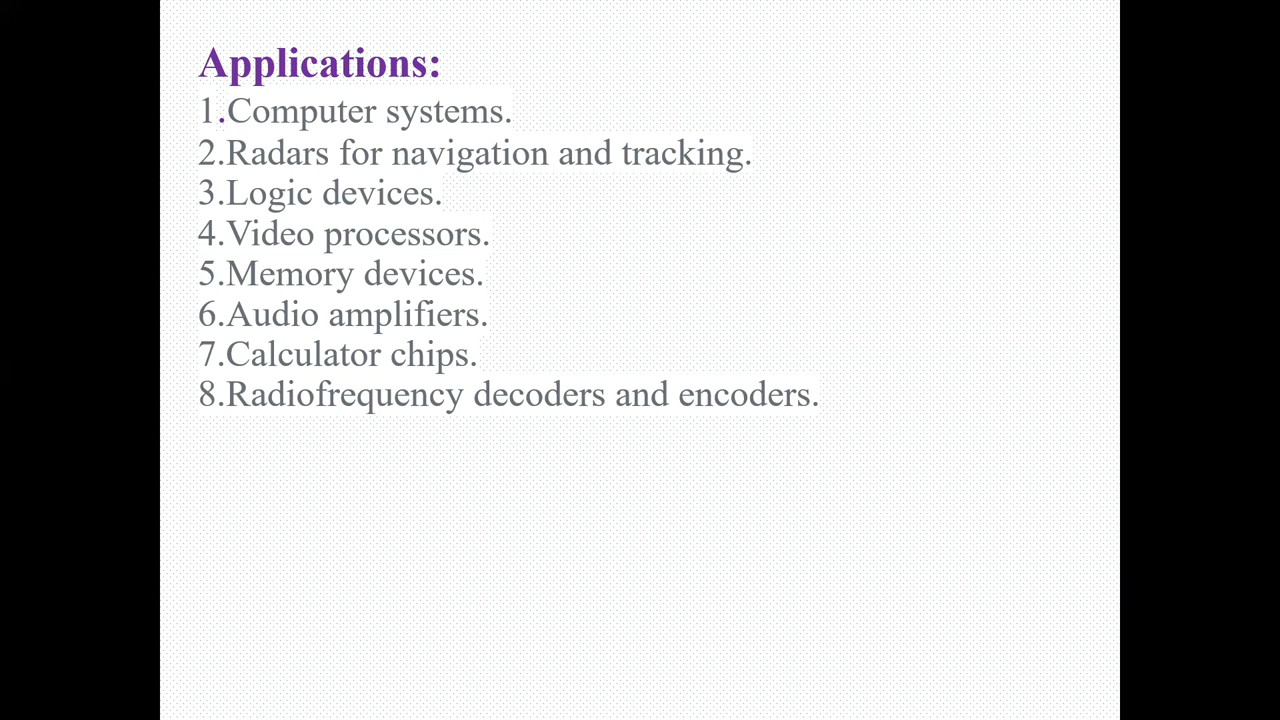 Applications:
1.Computer systems.
2.Radars for navigation and tracking.
3.Logic devices.
4.Video processors.
5.Memory devices.
6.Audio amplifiers.
7.Calculator chips.
8.Radiofrequency decoders and encoders.